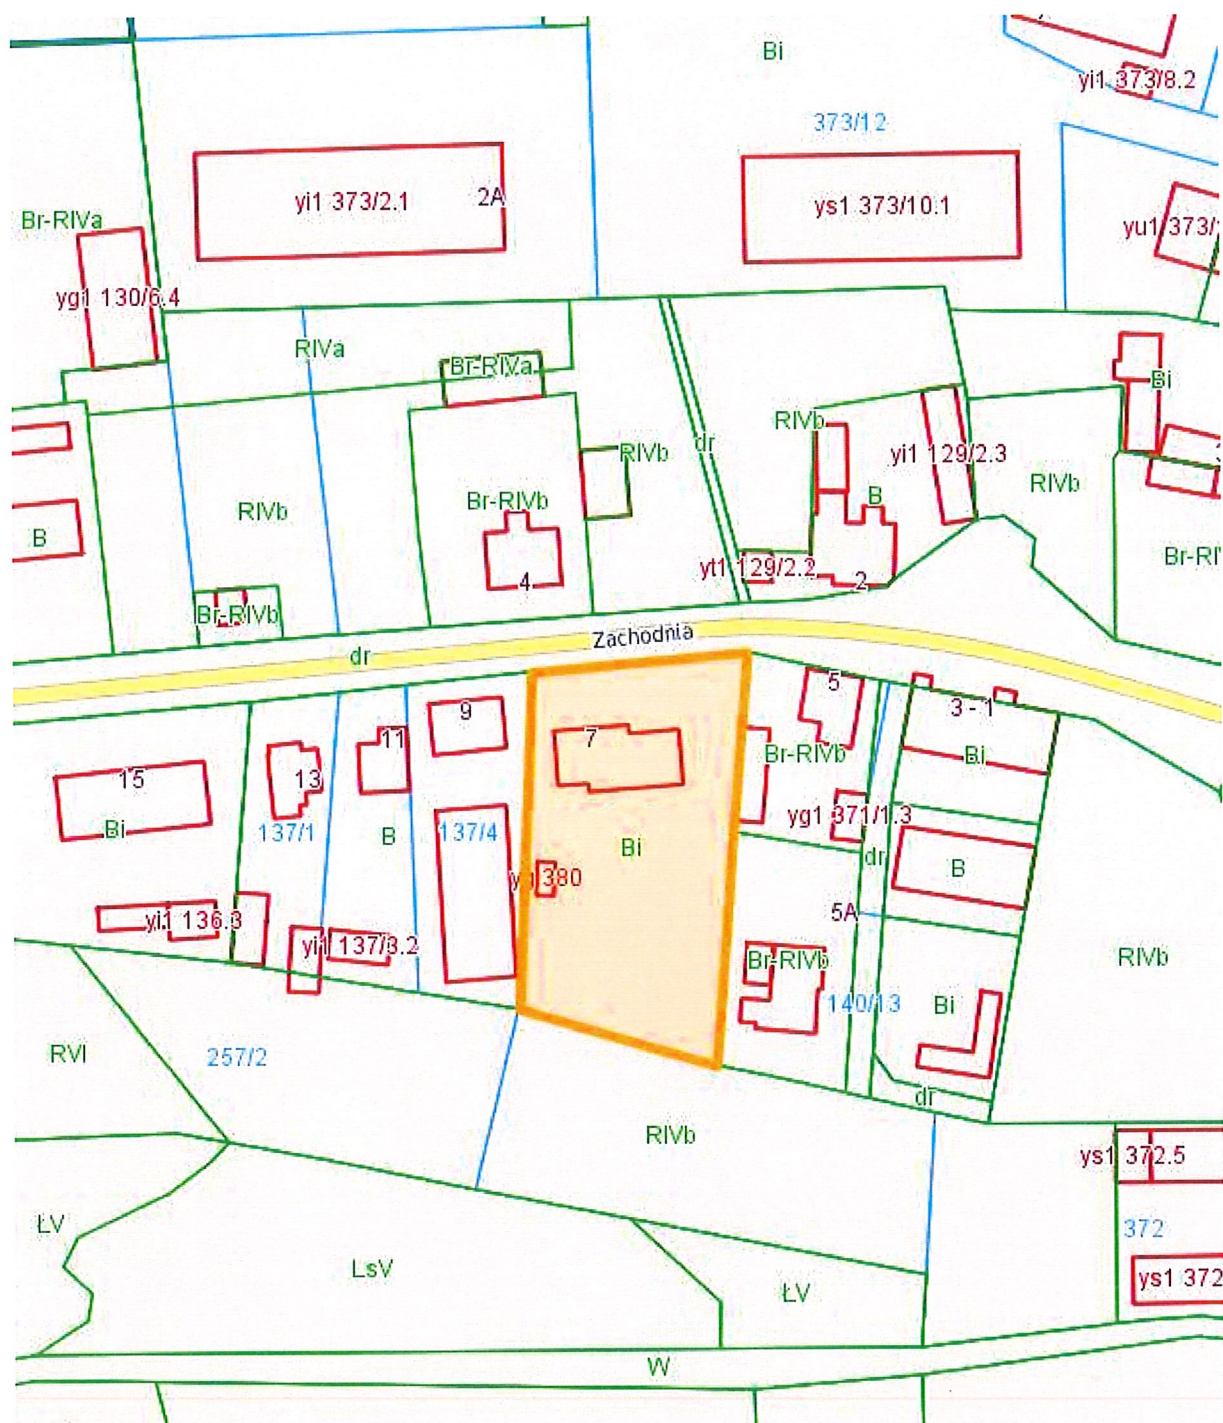 Bi
yi1 373/8.2
373/12
yi1 373/2.1
2A
ys1 373/10.1
Br-RIVa
yu1 373/
yg1 130/6.4
RIVa
Br-RIVa
Bi
RIVb
dr
RIVb
yi1 129/2.3
RIVb
Br-RIVb
B
RIVb
B
Br-RI
yt1 129/2.2
4
2
Br-RIVb
Zachodnia
dr
5
9
3 - 1
7
11
Br-RIVb
Bi
15
13
yg1 371/1.3
Bi
137/1
B
137/4
Bi
dr
B
380
5A
yi1 136.3
yi1 137/3.2
Br-RIVb
RIVb
140/13
Bi
RVI
257/2
dr
RIVb
ys1 372.5
ŁV
372
LsV
ŁV
ys1 372
W